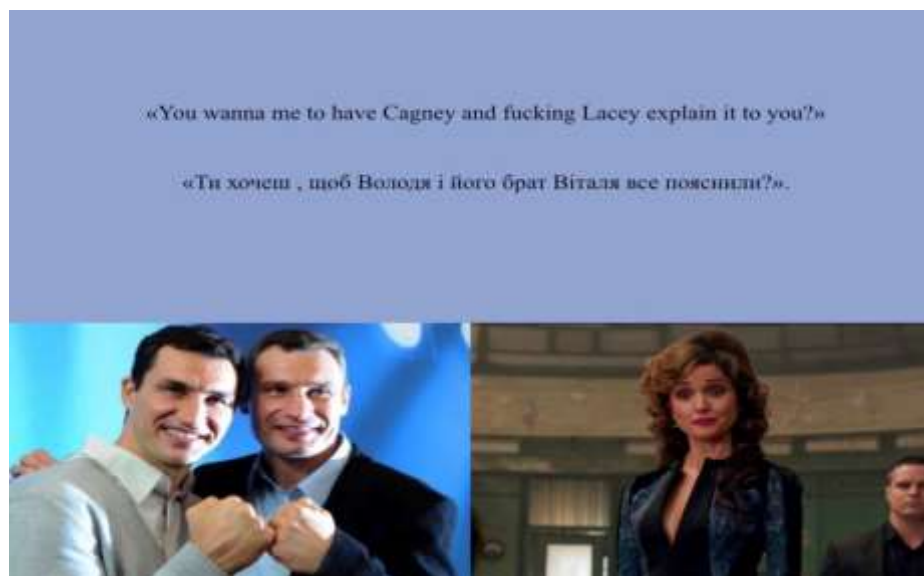 «You wanna me to have Cagney and fucking Lacey explain it to you?»
«Ти хочеш , щоб Володя і його брат Віталя все пояснили?».